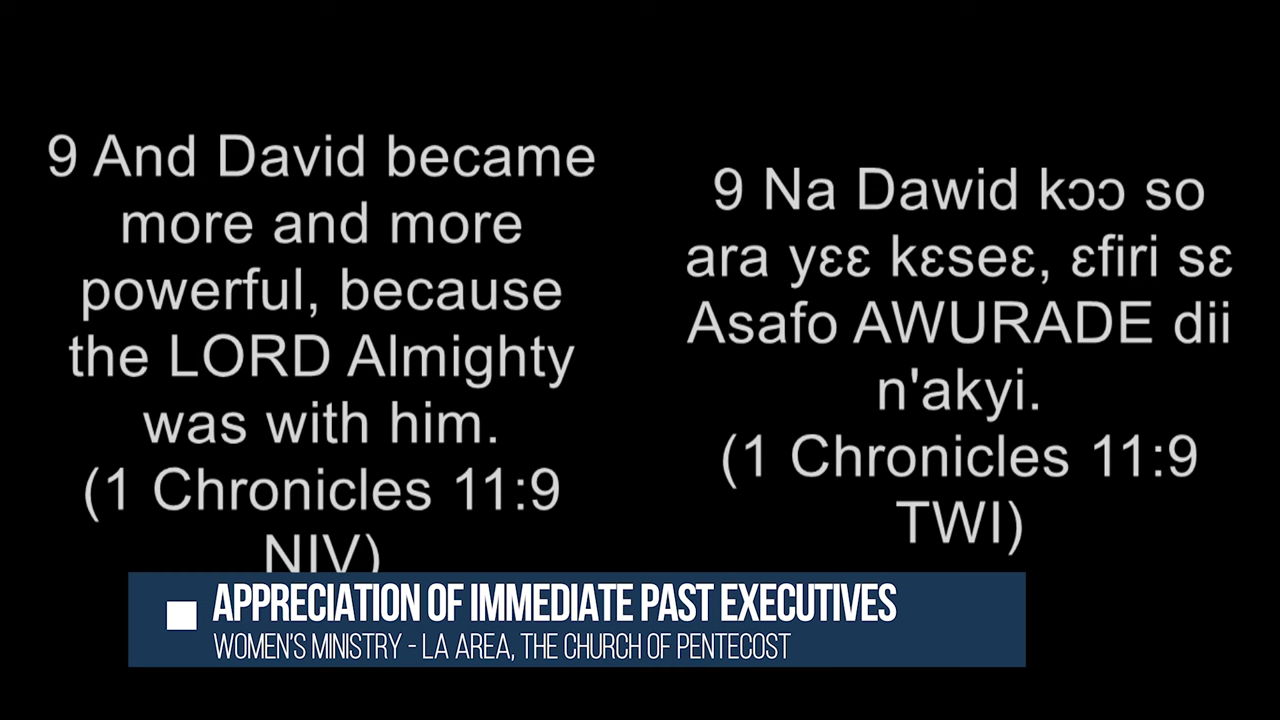 9 And David became
more and more
powerful, because
the LORD Almighty
was with him.
(1 Chronicles 11:9
NIV)
9 Na Dawid kɔɔ so
ara yɛɛ kɛseɛ, ɛfiri sɛ
Asafo AWURADE dii
n'akyi.
(1 Chronicles 11:9
TWI)
APPRECIATION OF IMMEDIATE PAST EXECUTIVES
WOMEN'S MINISTRY - LA AREA, THE CHURCH OF PENTECOST